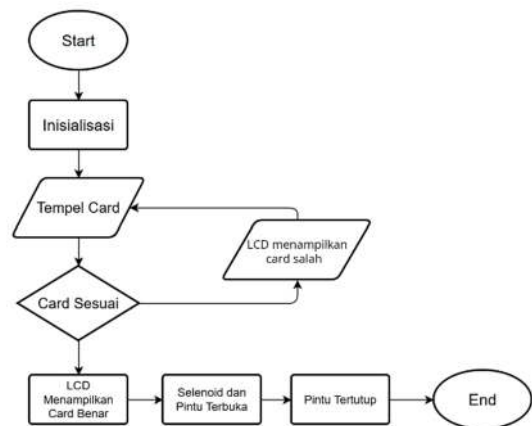 Start
Inisialisasi
Tempel Card
LCD menampilkan
card salah
Card Sesuai
LCD
Menampilkan
Card Benar
Selenoid dan
Pintu Terbuka
Pintu Tertutup
End